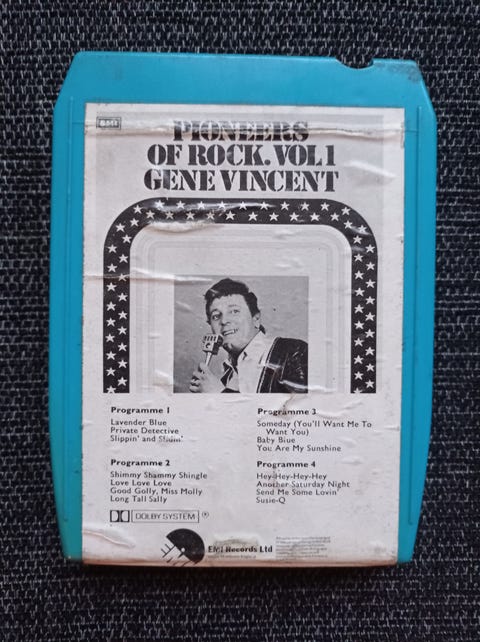 EMI
PIONEERS
OF ROCK. VOL 1
GENE VINCENT
Programme 1
Lavender Blue
Private Detective
Slippin' and Slidin'
Programme 2
Shimmy Shammy Shingle
Love Love Love
Good Golly, Miss Molly
Long Tall Sally
Programme 3
Someday (You'll Want Me To
Want You)
Baby Blue
You Are My Sunshine
Programme 4
Hey-Hey-Hey-Hey
Another Saturday Night
Send Me Some Lovin'
Susie-Q
DOLBY SYSTEM
EMI Records Ltd